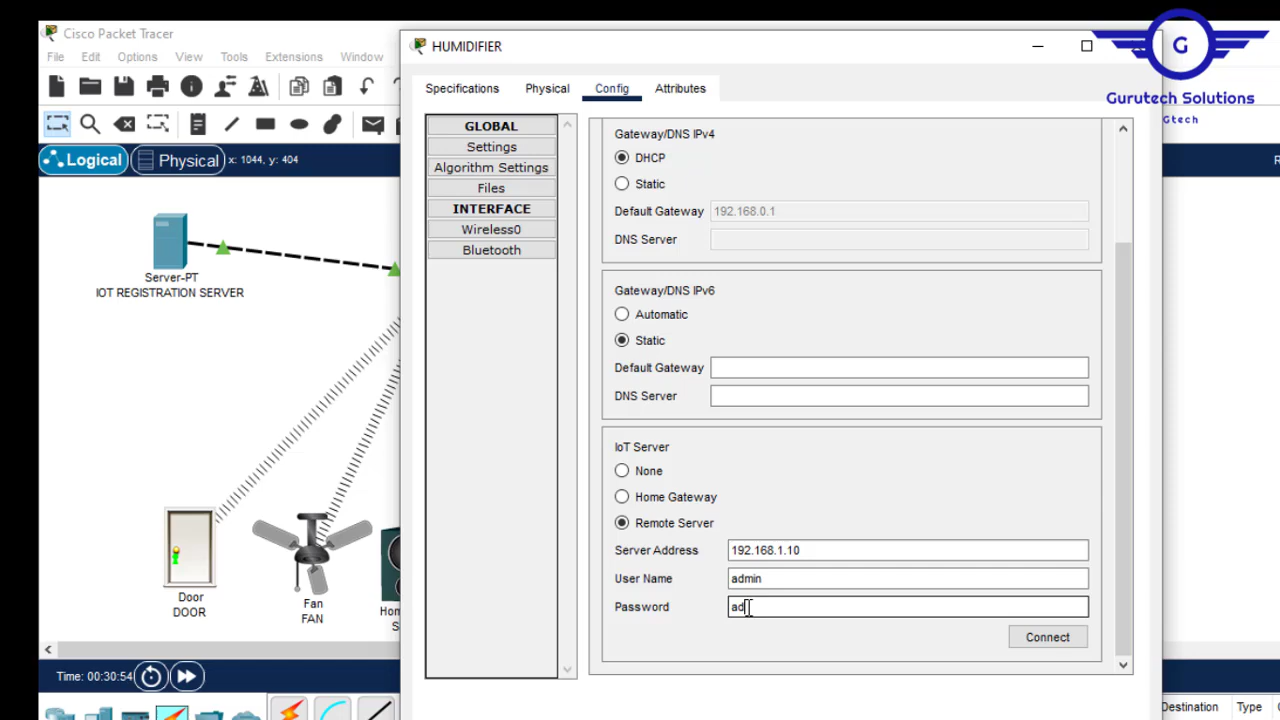 Cisco Packet Tracer
File Edit Options View Tools Extensions Window
Logical Physical x: 1044, y: 404
Server-PT
IOT REGISTRATION SERVER
Door
DOOR
Fan
FAN
Time: 00:30:54
HUMIDIFIER
Specifications Physical Config Attributes
GLOBAL
Settings
Algorithm Settings
Files
INTERFACE
Wireless0
Bluetooth
Gateway/DNS IPv4
DHCP
Static
Default Gateway 192.168.0.1
DNS Server
Gateway/DNS IPv6
Automatic
Static
Default Gateway
DNS Server
IoT Server
None
Home Gateway
Remote Server
Server Address 192.168.1.10
User Name admin
Password ad
Connect
G
Gurutech Solutions
Gtech
Destination Type